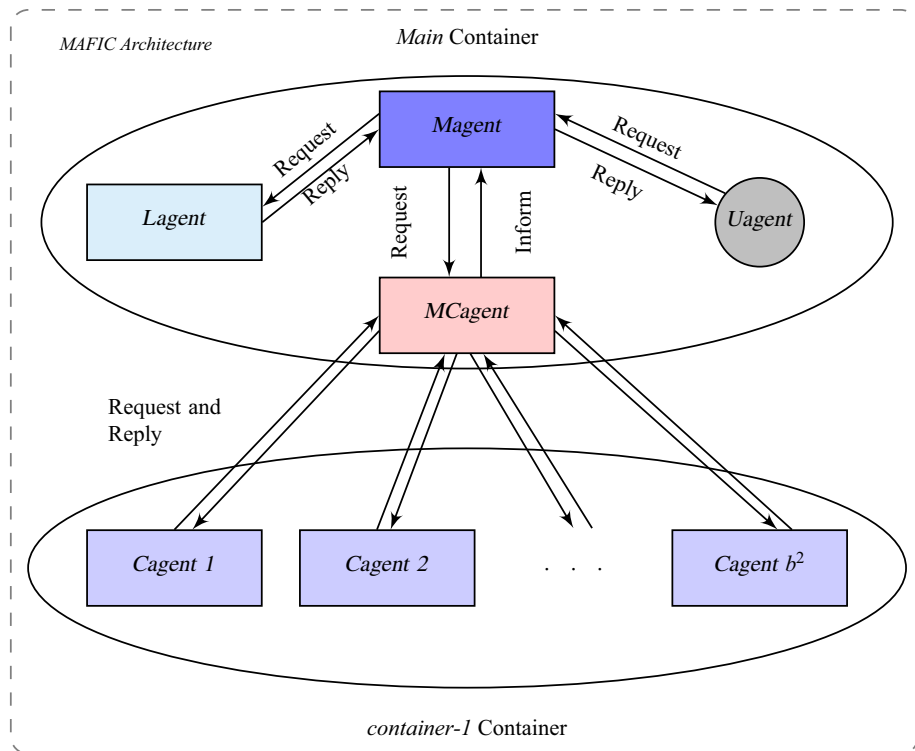 MAFIC Architecture
Main Container
Magent
Request
Reply
Request
Reply
Lagent
Uagent
Request
Inform
MCagent
Request and
Reply
Cagent 1
Cagent 2
. . .
Cagent b²
container-1 Container